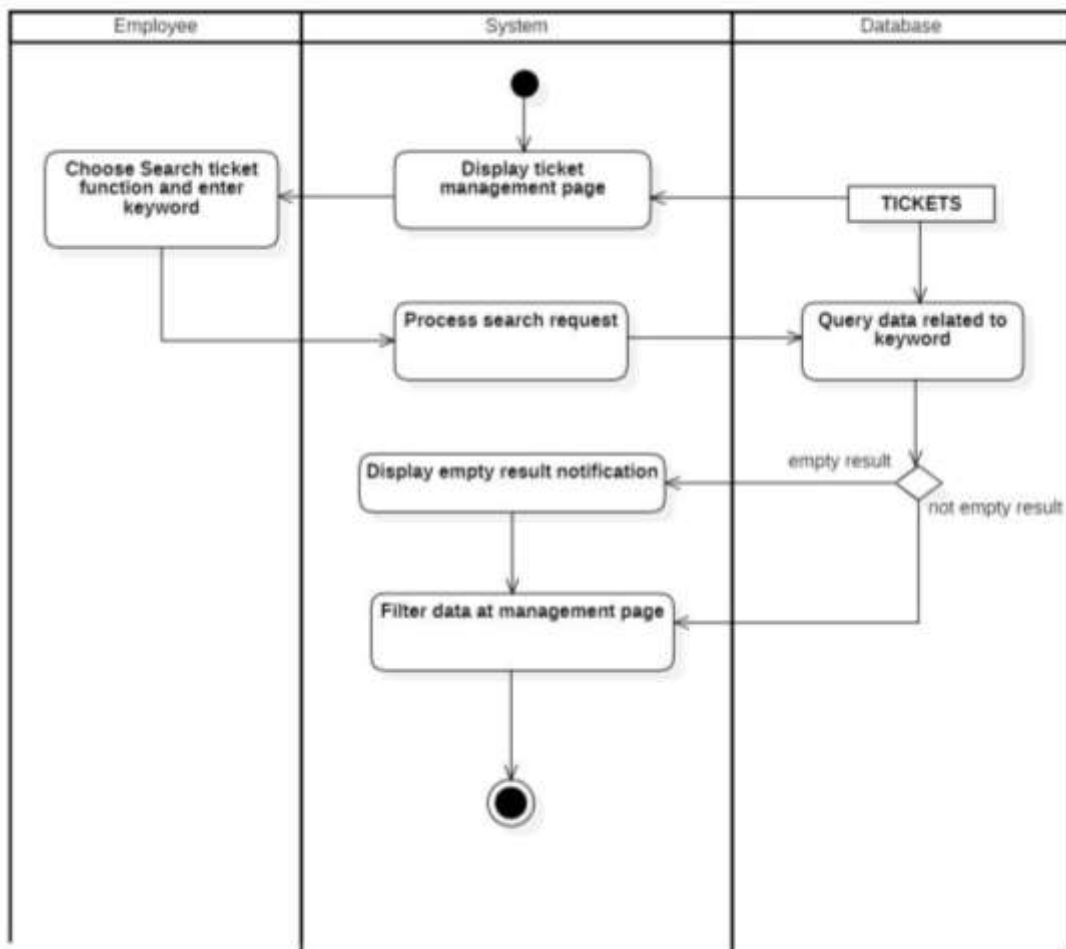 Employee
System
Database
Choose Search ticket
function and enter
keyword
Display ticket
management page
TICKETS
Process search request
Query data related to
keyword
Display empty result notification
empty result
not empty result
Filter data at management page